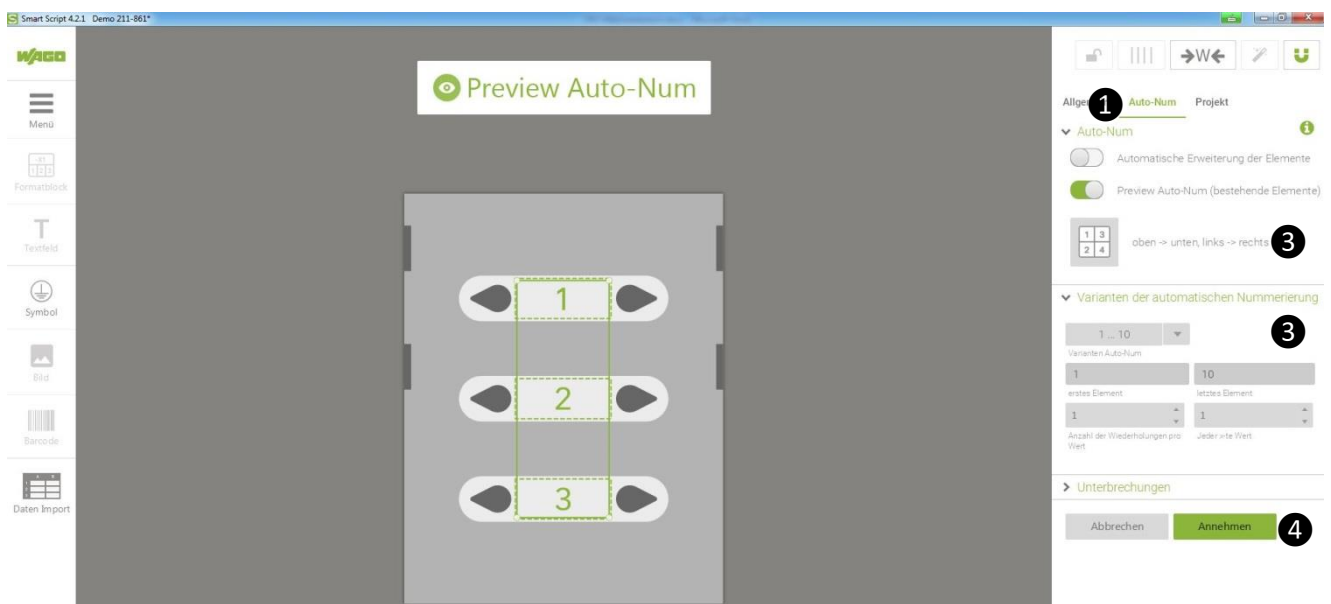 Smart Script 4.2.1 Demo 211-861*
WAGO
Menü
-X1
1 2 3
Formatblock
T
Textfeld
Symbol
Bild
Barcode
Daten Import
Preview Auto-Num
1
2
3
→W←
1 Auto-Num Projekt
Auto-Num
Automatische Erweiterung der Elemente
Preview Auto-Num (bestehende Elemente)
1 3
2 4
oben -> unten, links -> rechts 3
Varianten der automatischen Nummerierung
1 ... 10 3
Varianten Auto-Num
1 10
erstes Element letztes Element
1 1
Anzahl der Wiederholungen pro Wert
Jeder x-te Wert
Unterbrechungen
Abbrechen Annehmen 4